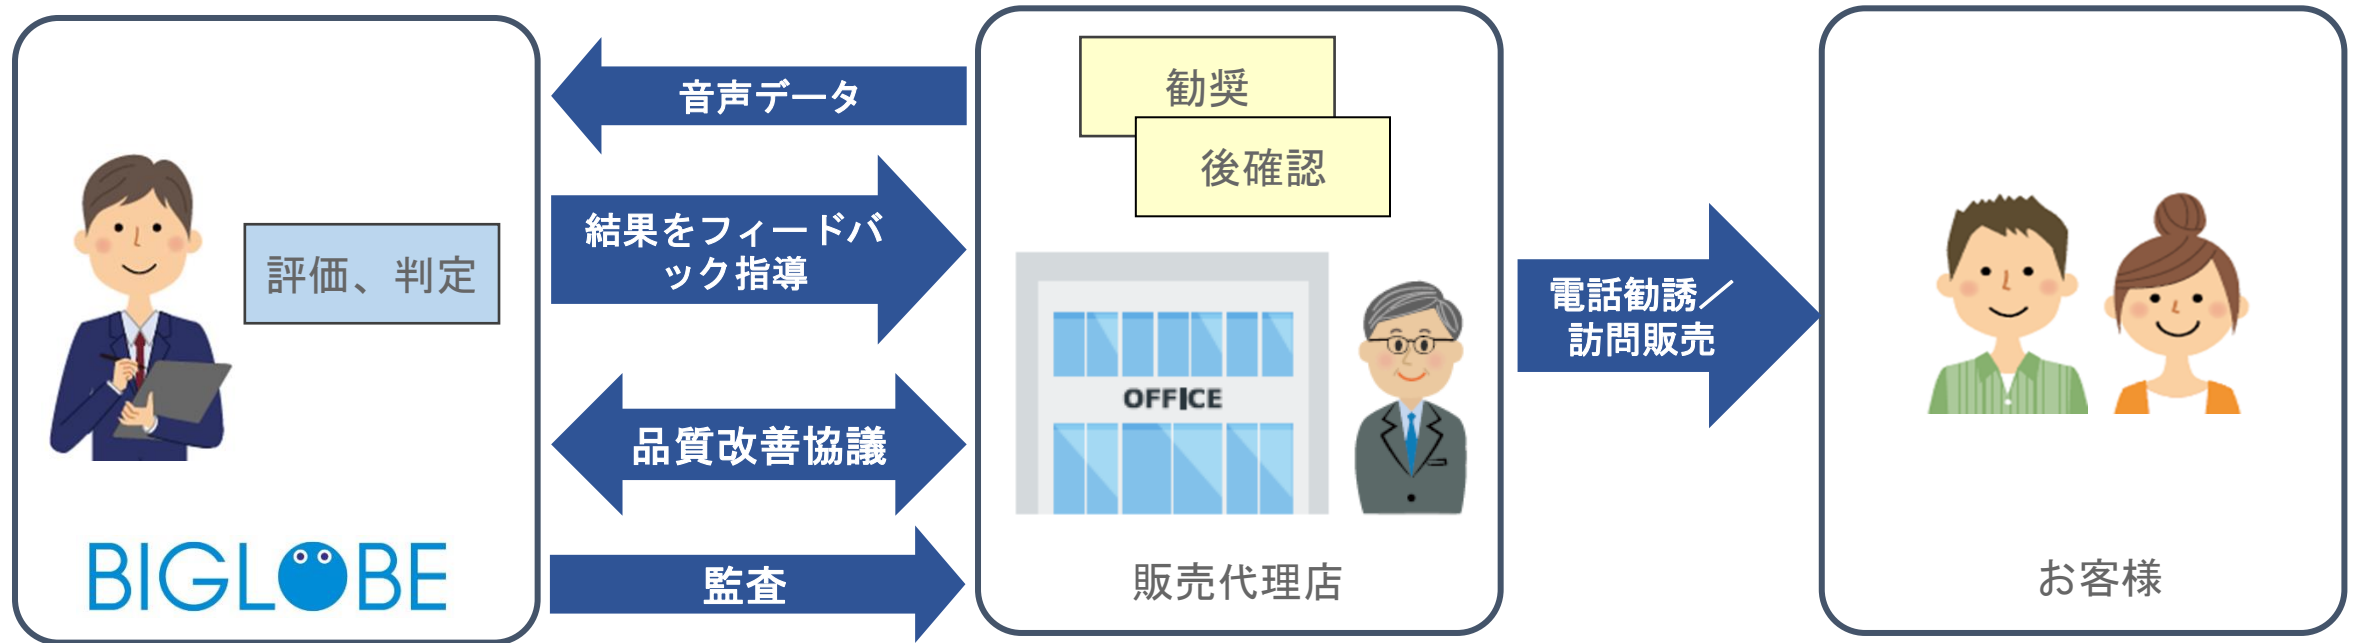 評価、判定
BIGLOBE
音声データ
結果をフィードバ
ック指導
品質改善協議
監査
勧奨
後確認
OFFICE
販売代理店
電話勧誘／
訪問販売
お客様